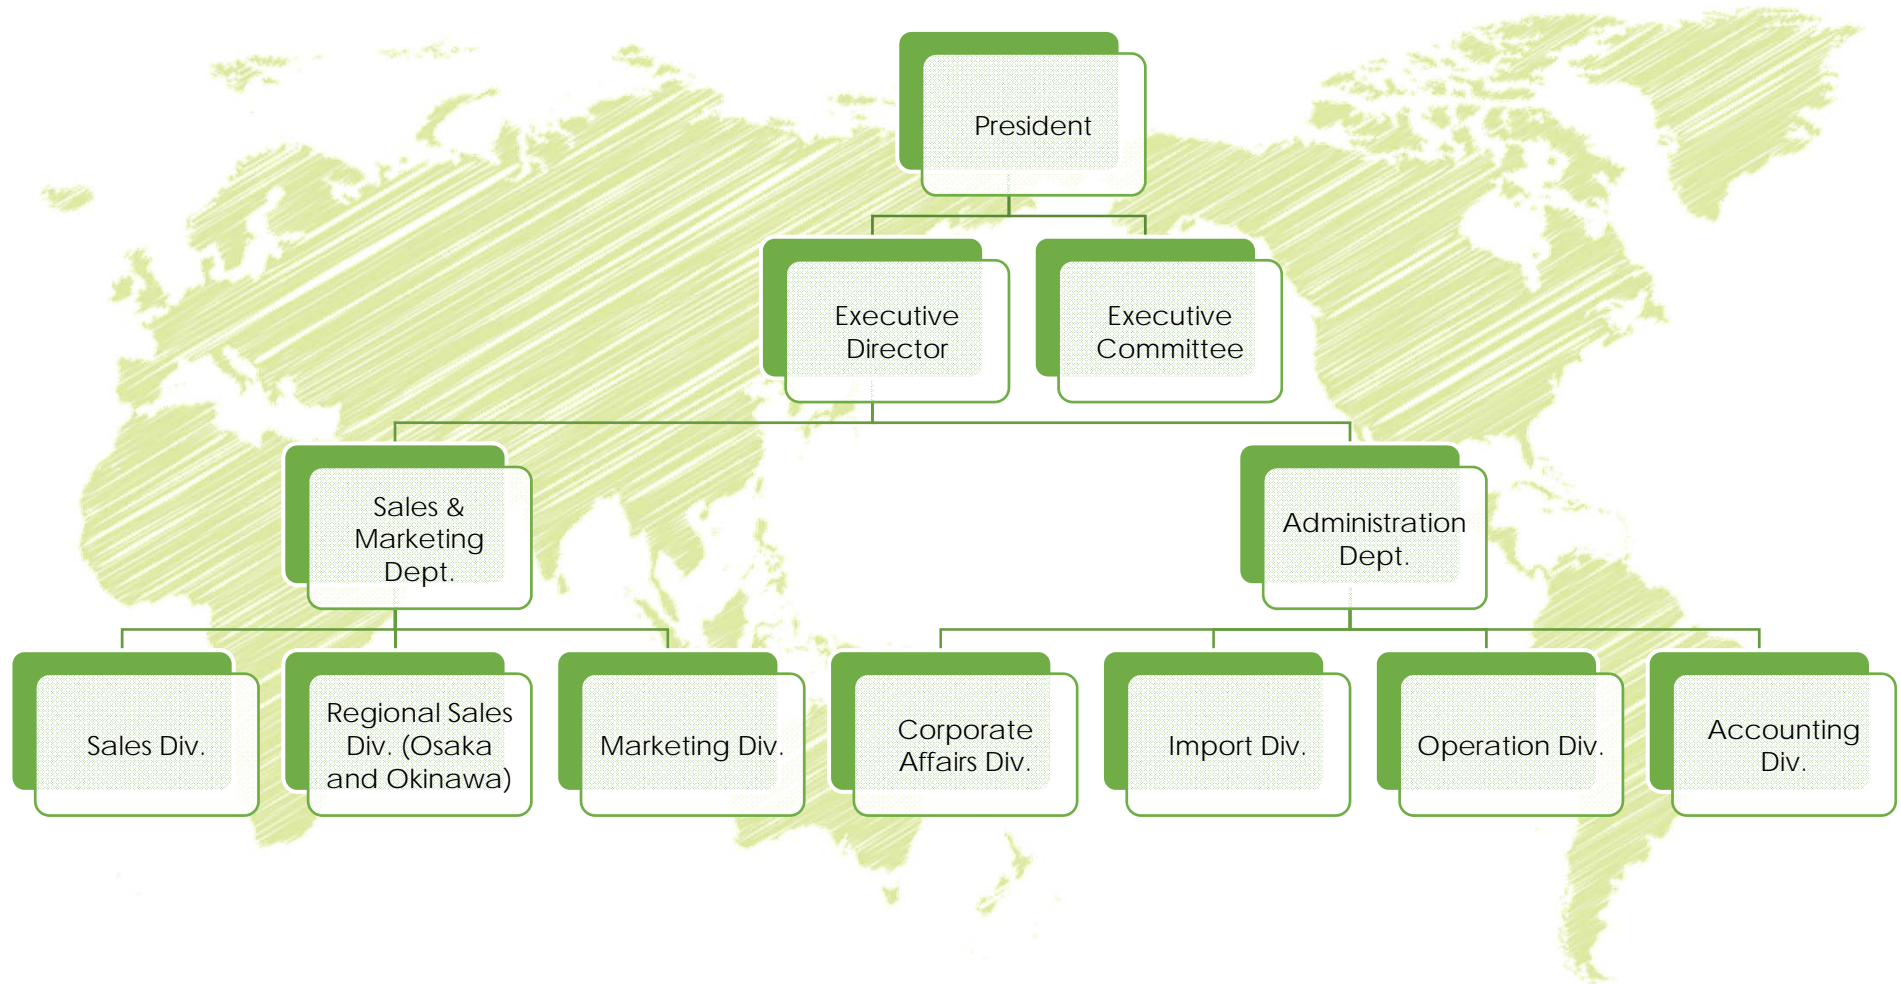 President
Executive
Director
Executive
Committee
Sales &
Marketing
Dept.
Administration
Dept.
Sales Div.
Regional Sales
Div. (Osaka
and Okinawa)
Marketing Div.
Corporate
Affairs Div.
Import Div.
Operation Div.
Accounting
Div.